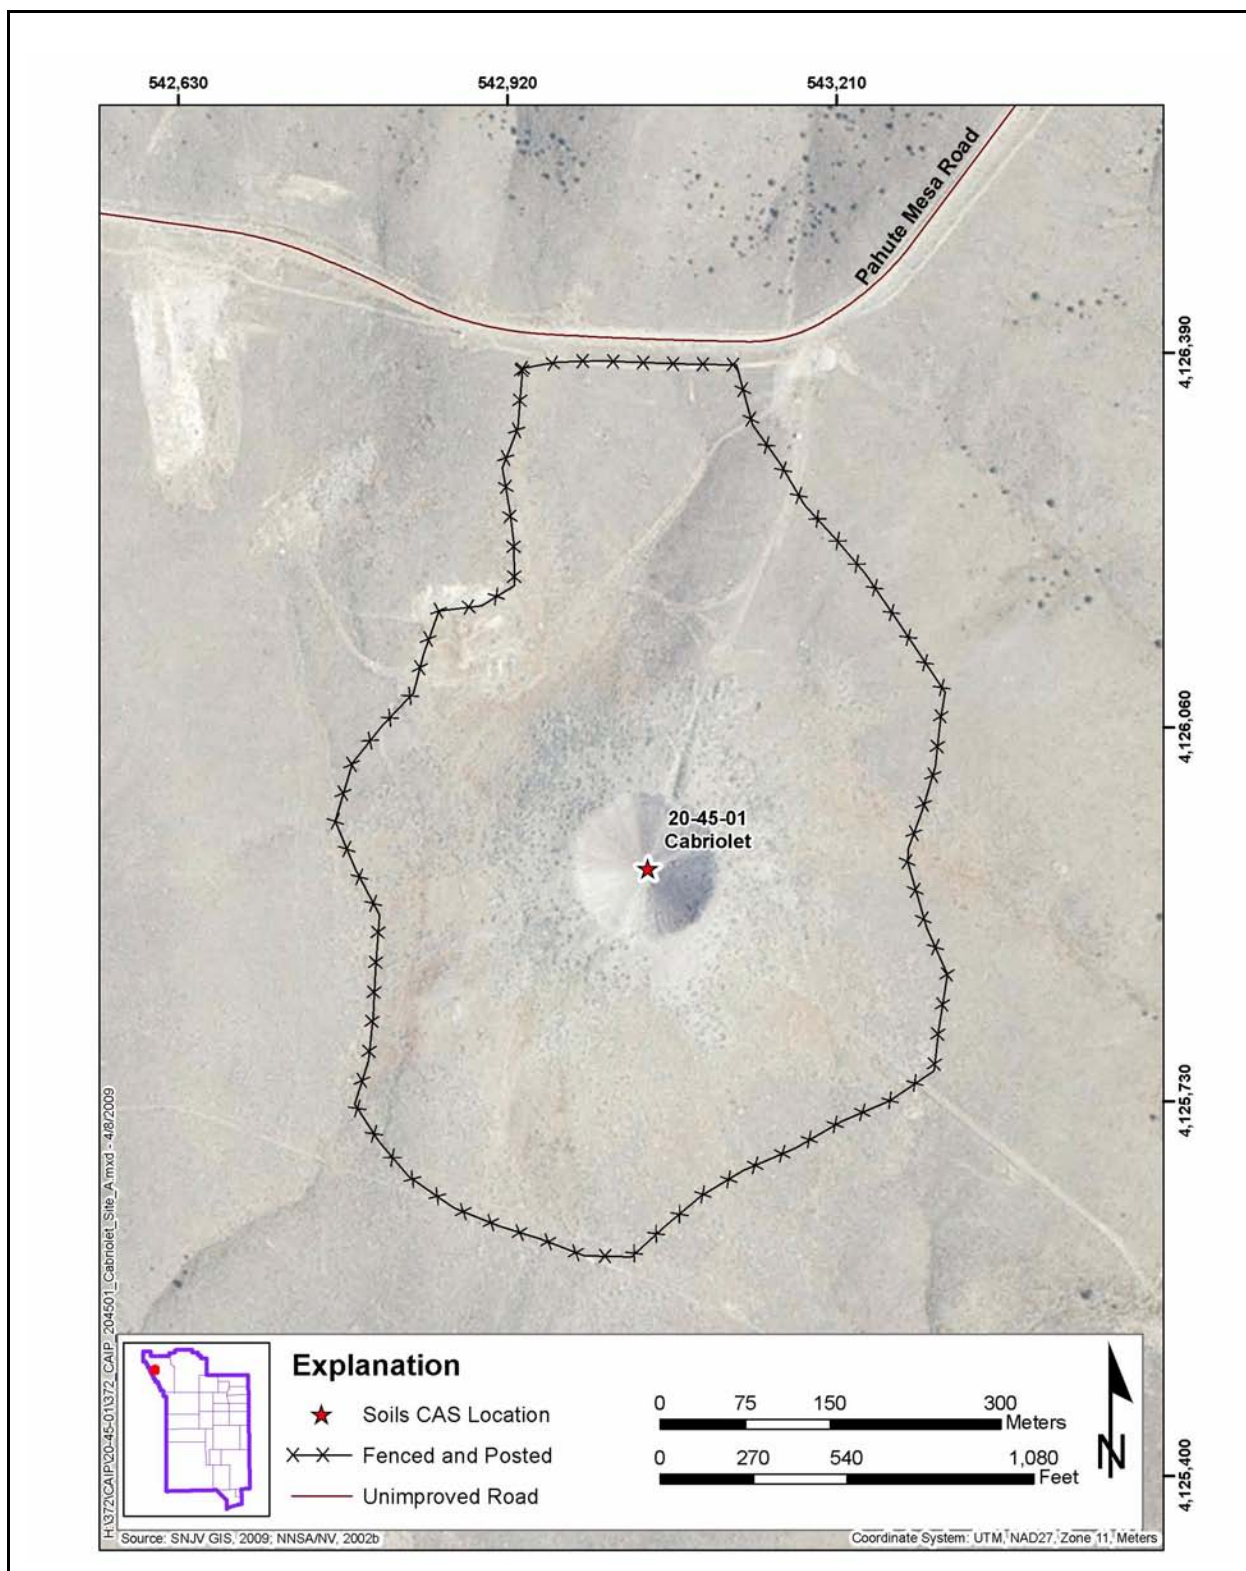 542,630
542,920
543,210
Pahute Mesa Road
4,126,390
4,126,060
20-45-01
Cabriolet
4,125,730
4,125,400
H:\372\CAIP\20-45-01\372_CAIP_204501_Cabriolet_Site_A.mxd - 4/8/2009
Explanation
Soils CAS Location
Fenced and Posted
Unimproved Road
0 75 150 300
Meters
0 270 540 1,080
Feet
N
Source: SNJV GIS, 2009; NNSA/NV, 2002b
Coordinate System: UTM, NAD27, Zone 11, Meters